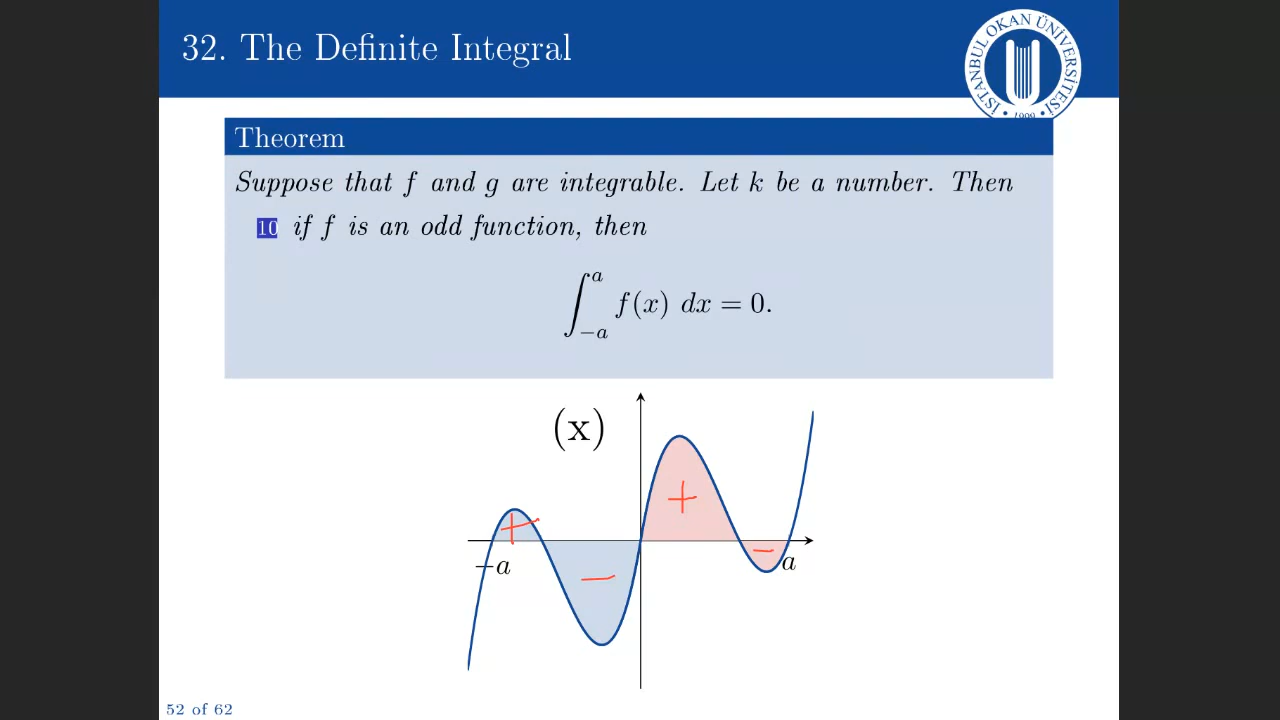 32. The Definite Integral
İSTANBUL OKAN ÜNİVERSİTESİ
• 1999 •
Theorem
Suppose that f and g are integrable. Let k be a number. Then
10 if f is an odd function, then
∫_{-a}^{a} f(x) dx = 0.
(x)
+
+
−
−
−a
a
52 of 62